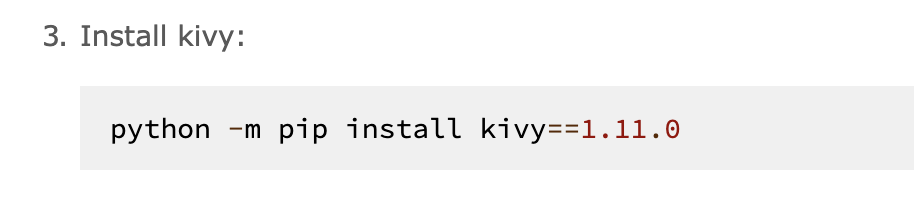 3. Install kivy:
python -m pip install kivy==1.11.0